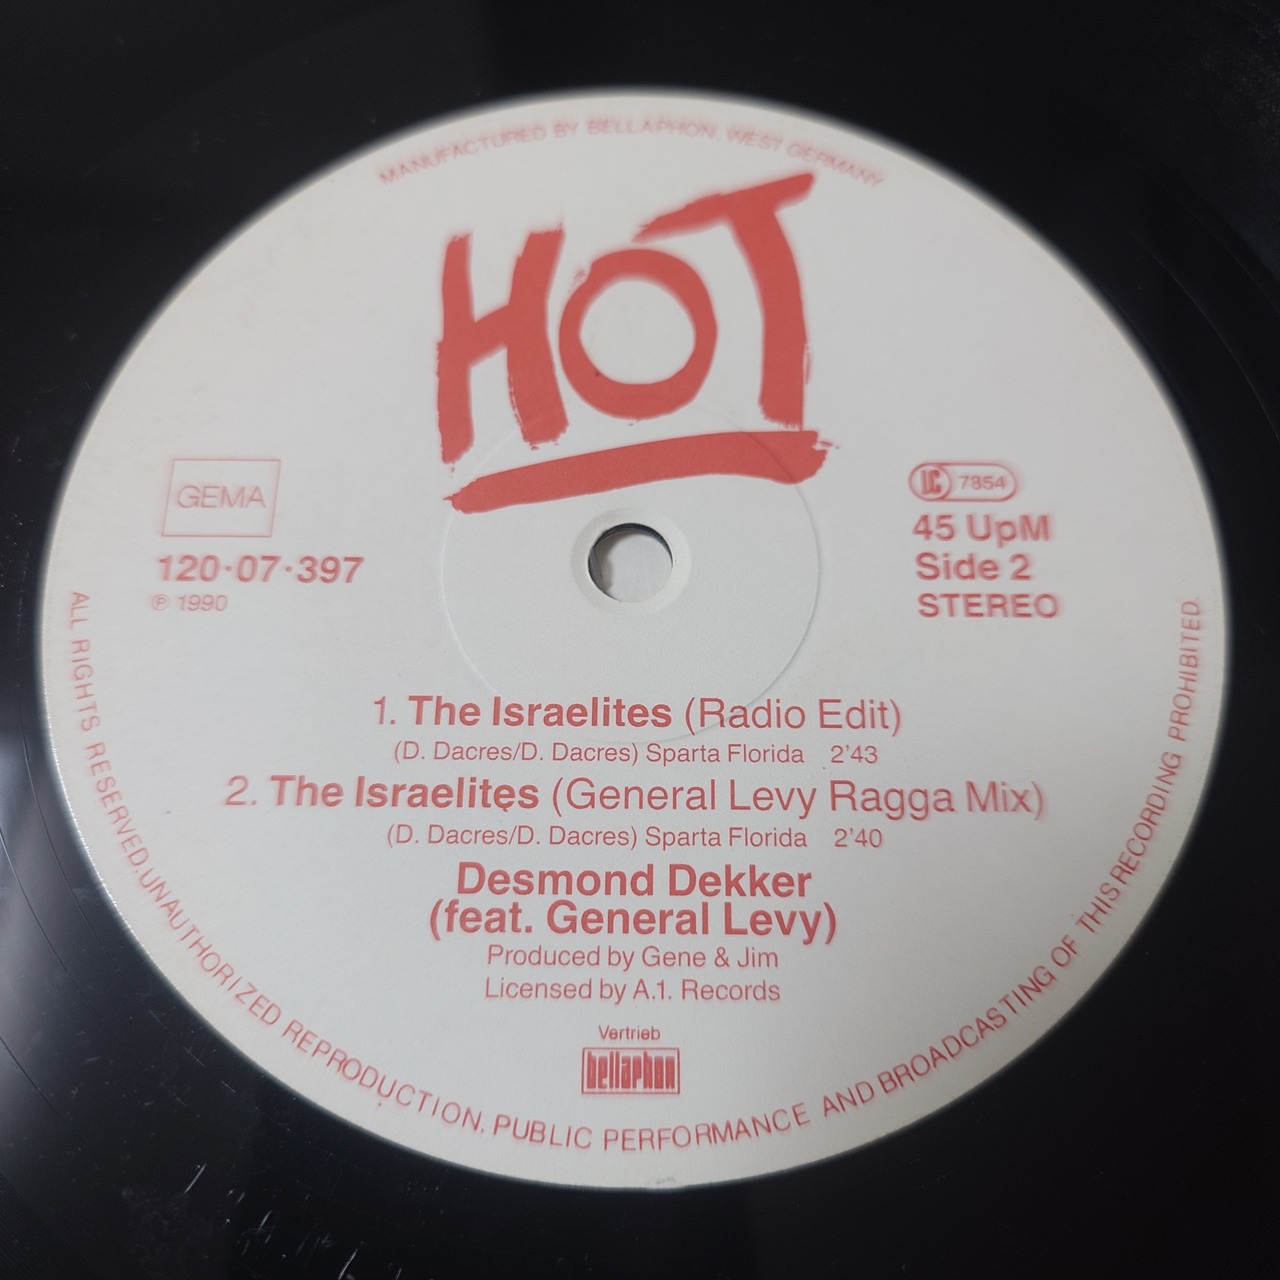 MANUFACTURED BY BELLAPHON, WEST GERMANY
HOT
GEMA
120·07·397
℗ 1990
LC 7854
45 UpM
Side 2
STEREO
1. The Israelites (Radio Edit)
(D. Dacres/D. Dacres) Sparta Florida 2'43
2. The Israelites (General Levy Ragga Mix)
(D. Dacres/D. Dacres) Sparta Florida 2'40
Desmond Dekker
(feat. General Levy)
Produced by Gene & Jim
Licensed by A.1. Records
Vertrieb
bellaphon
ALL RIGHTS RESERVED. UNAUTHORIZED REPRODUCTION. PUBLIC PERFORMANCE AND BROADCASTING OF THIS RECORDING PROHIBITED.